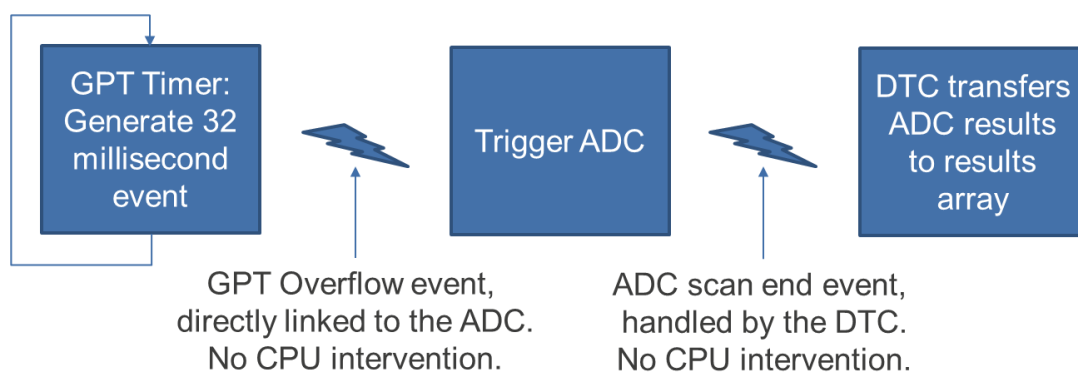 GPT Timer:
Generate 32
millisecond
event
Trigger ADC
DTC transfers
ADC results
to results
array
GPT Overflow event,
directly linked to the ADC.
No CPU intervention.
ADC scan end event,
handled by the DTC.
No CPU intervention.